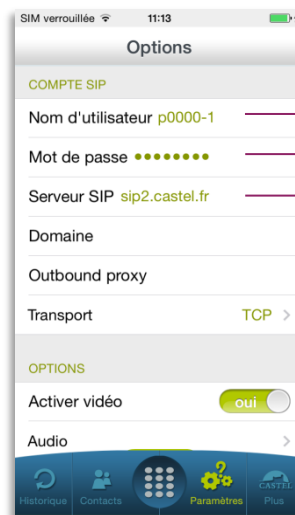 SIM verrouillée 11:13
Options
COMPTE SIP
Nom d'utilisateur p0000-1
Mot de passe ●●●●●●●●
Serveur SIP sip2.castel.fr
Domaine
Outbound proxy
Transport TCP
OPTIONS
Activer vidéo oui
Audio
CASTEL
Historique Contacts Paramètres Plus